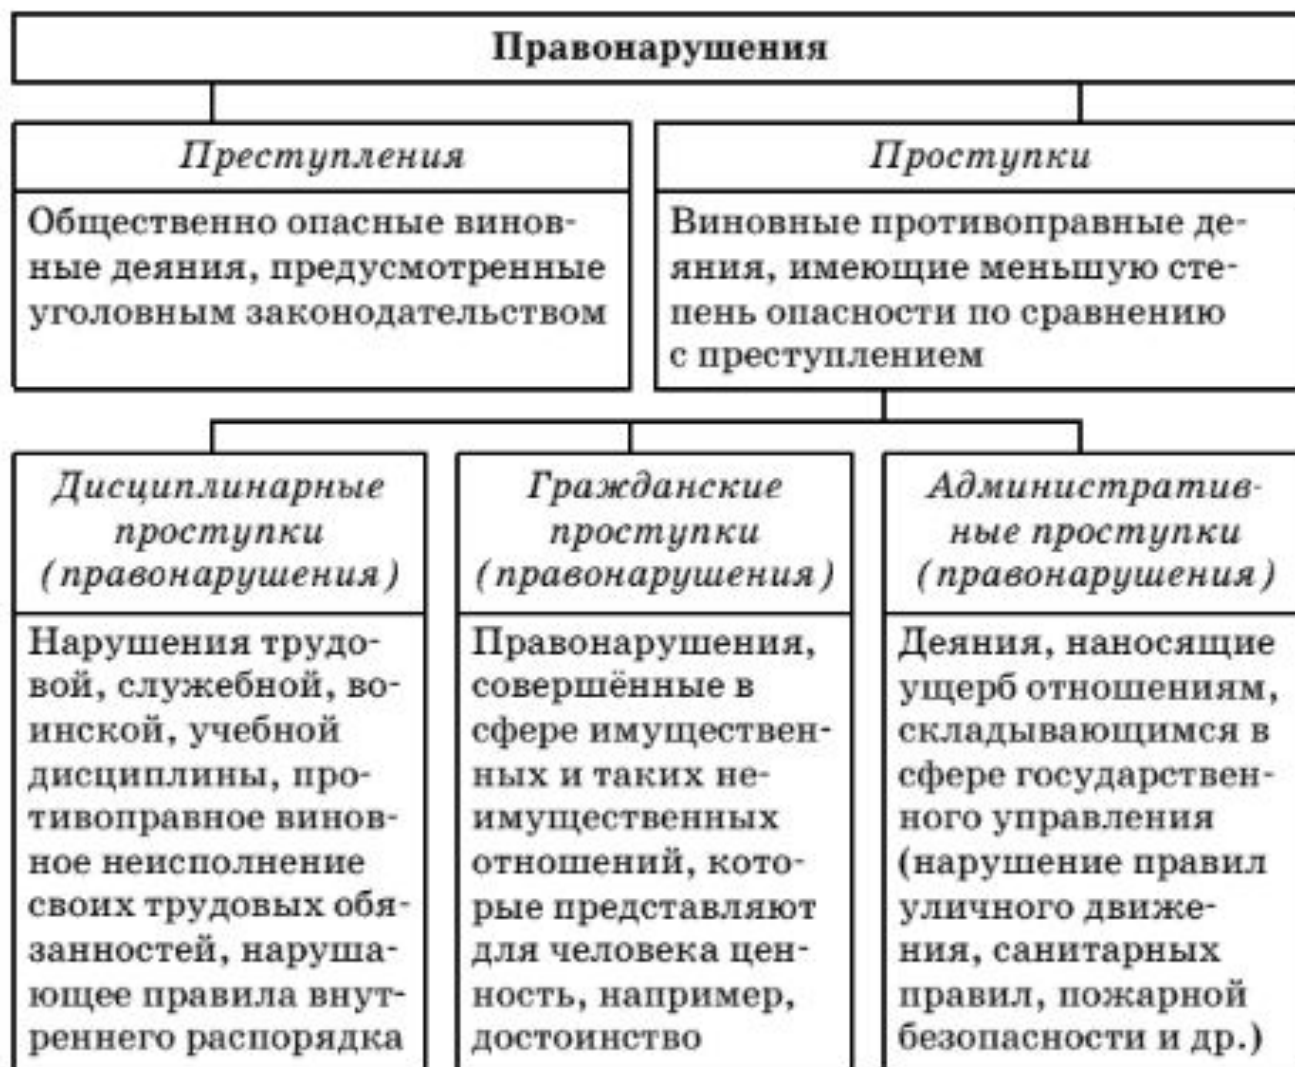 Правонарушения
Преступления
Общественно опасные винов-
ные деяния, предусмотренные
уголовным законодательством
Проступки
Виновные противоправные де-
яния, имеющие меньшую сте-
пень опасности по сравнению
с преступлением
Дисциплинарные
проступки
(правонарушения)
Нарушения трудо-
вой, служебной, во-
инской, учебной
дисциплины, про-
тивоправное винов-
ное неисполнение
своих трудовых обя-
занностей, наруша-
ющее правила внут-
реннего распорядка
Гражданские
проступки
(правонарушения)
Правонарушения,
совершённые в
сфере имуществен-
ных и таких не-
имущественных
отношений, кото-
рые представляют
для человека цен-
ность, например,
достоинство
Административ-
ные проступки
(правонарушения)
Деяния, наносящие
ущерб отношениям,
складывающимся в
сфере государствен-
ного управления
(нарушение правил
уличного движе-
ния, санитарных
правил, пожарной
безопасности и др.)